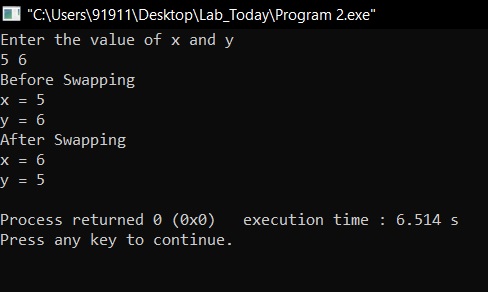 "C:\Users\91911\Desktop\Lab_Today\Program 2.exe"
Enter the value of x and y
5 6
Before Swapping
x = 5
y = 6
After Swapping
x = 6
y = 5
Process returned 0 (0x0)   execution time : 6.514 s
Press any key to continue.